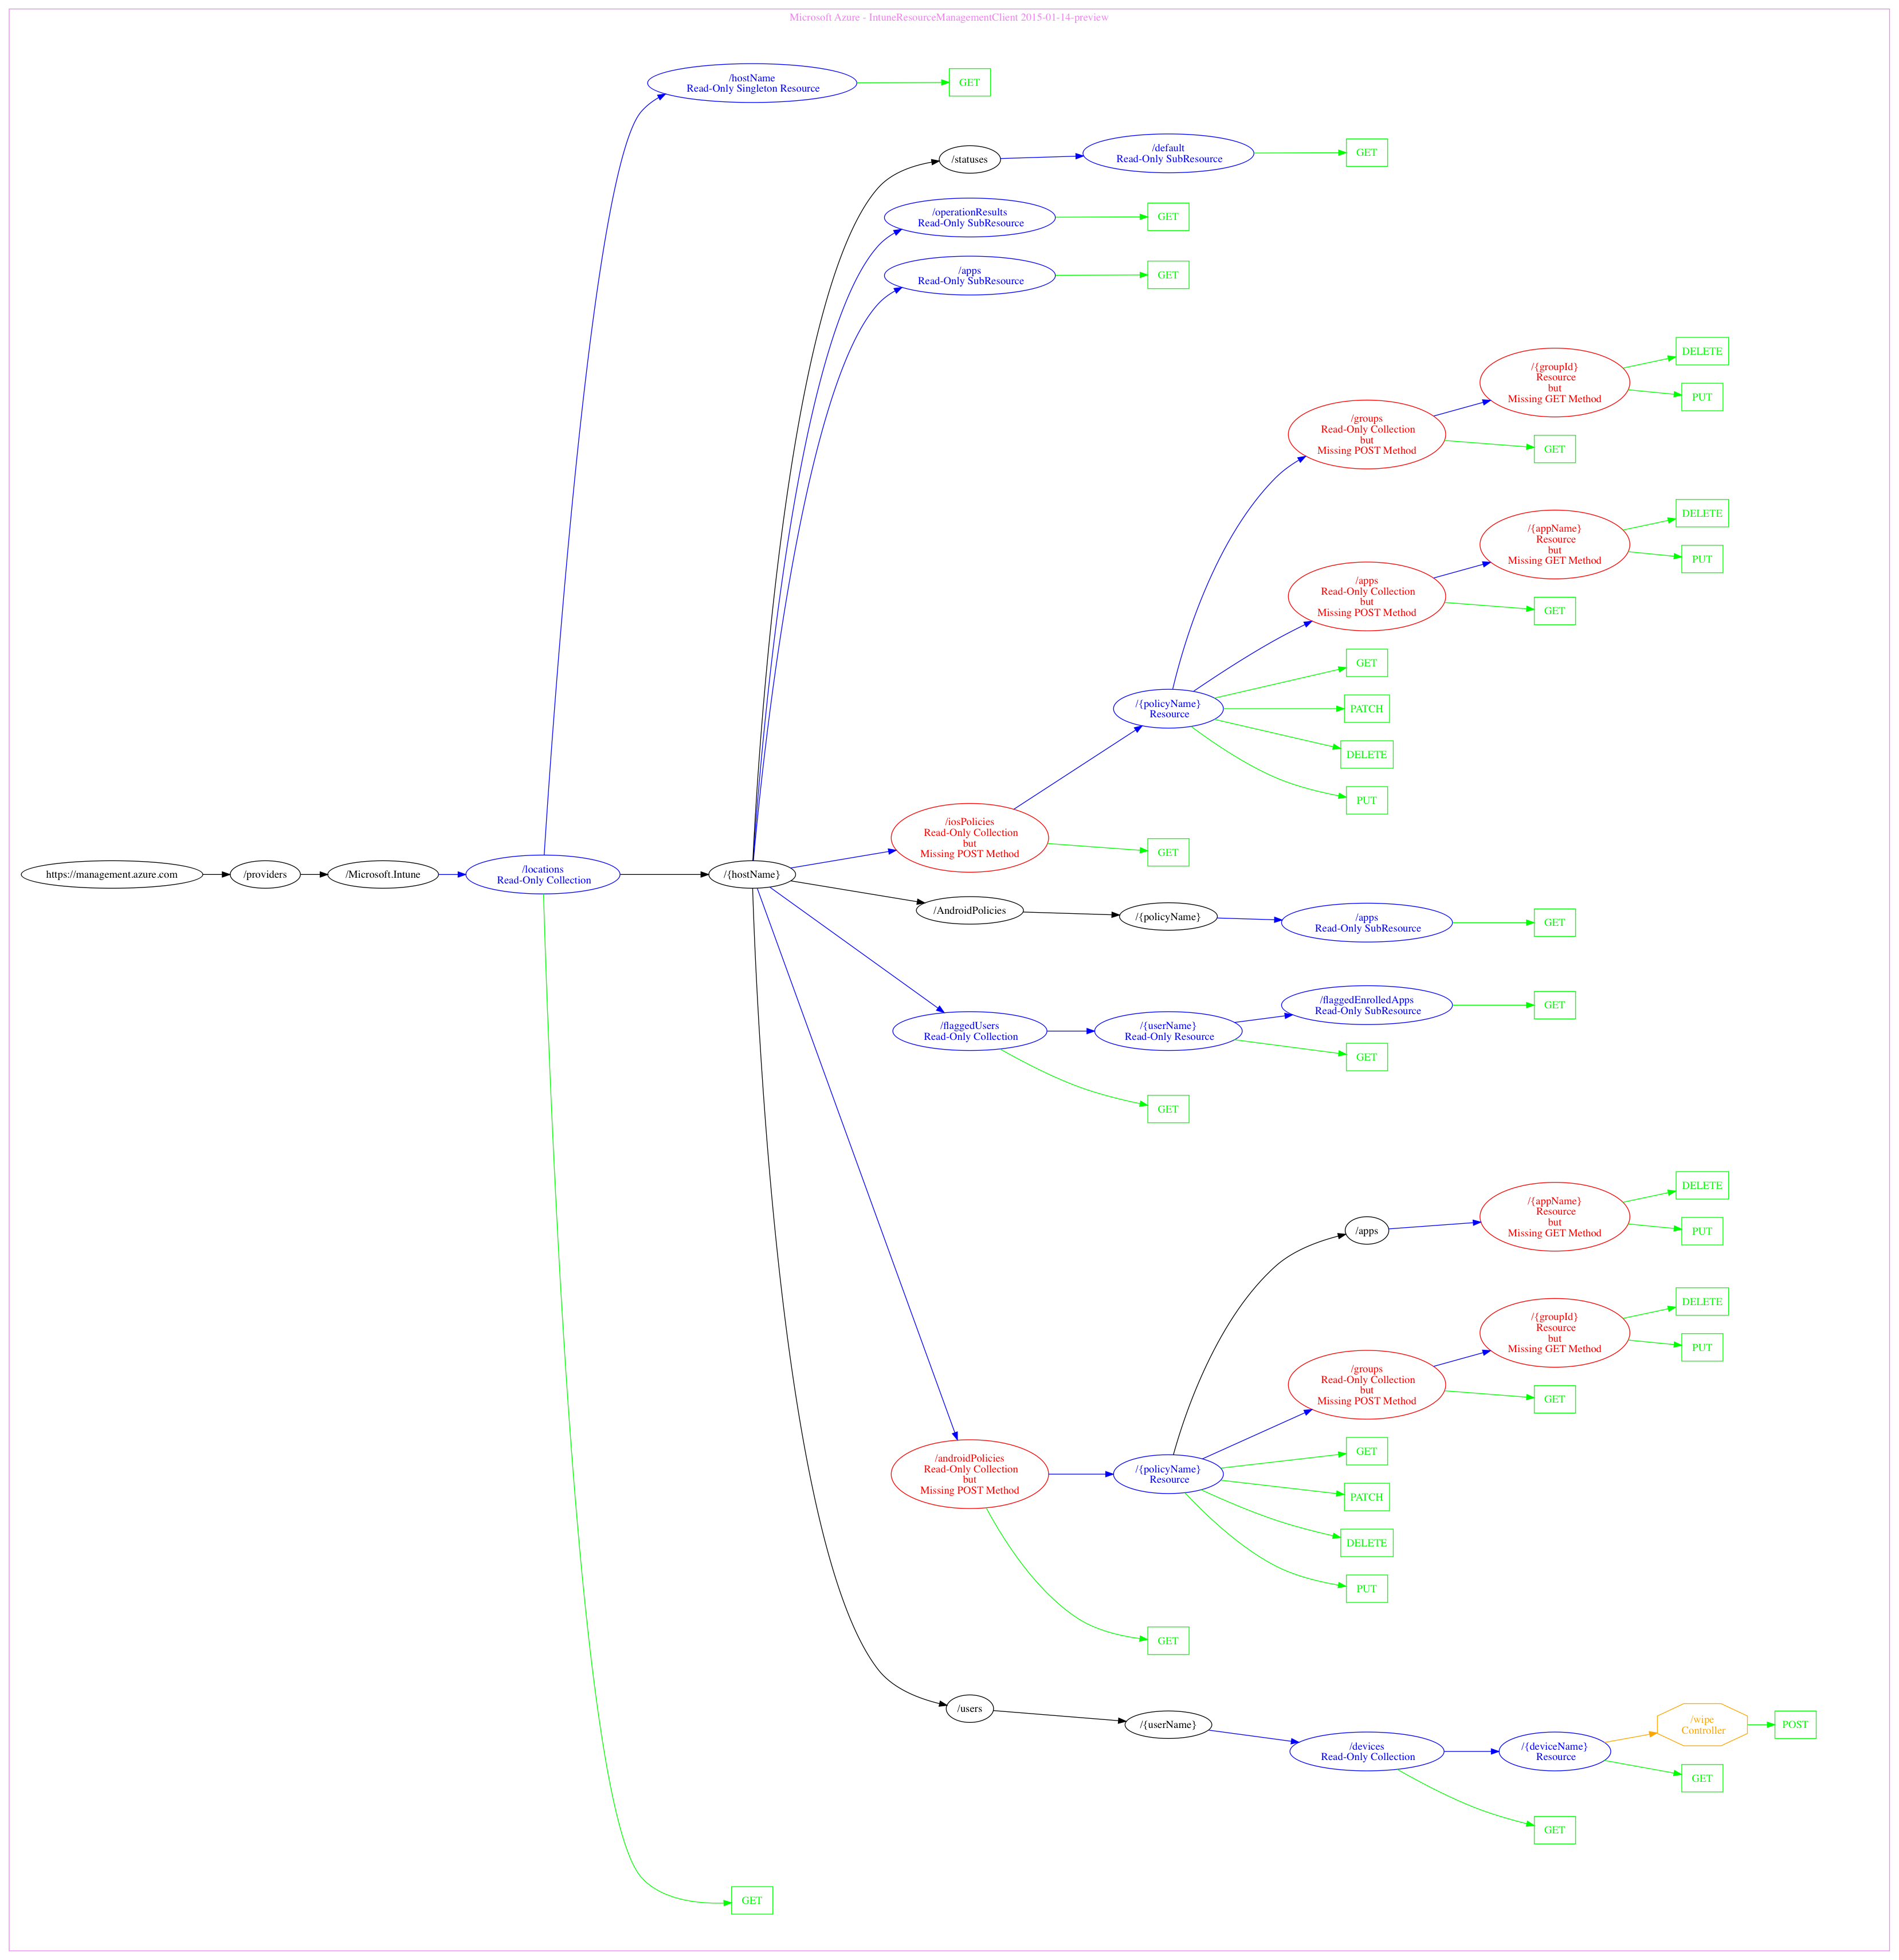 Microsoft Azure - IntuneResourceManagementClient 2015-01-14-preview
/hostName
Read-Only Singleton Resource
GET
/statuses
/default
Read-Only SubResource
GET
/operationResults
Read-Only SubResource
GET
/apps
Read-Only SubResource
GET
/{groupId}
Resource
but
Missing GET Method
DELETE
PUT
/groups
Read-Only Collection
but
Missing POST Method
GET
/{appName}
Resource
but
Missing GET Method
DELETE
PUT
/apps
Read-Only Collection
but
Missing POST Method
GET
GET
/{policyName}
Resource
PATCH
DELETE
PUT
/iosPolicies
Read-Only Collection
but
Missing POST Method
GET
https://management.azure.com
/providers
/Microsoft.Intune
/locations
Read-Only Collection
/{hostName}
/AndroidPolicies
/{policyName}
/apps
Read-Only SubResource
GET
/flaggedUsers
Read-Only Collection
/{userName}
Read-Only Resource
/flaggedEnrolledApps
Read-Only SubResource
GET
GET
GET
/apps
/{appName}
Resource
but
Missing GET Method
DELETE
PUT
/{groupId}
Resource
but
Missing GET Method
DELETE
PUT
/groups
Read-Only Collection
but
Missing POST Method
GET
GET
/androidPolicies
Read-Only Collection
but
Missing POST Method
/{policyName}
Resource
PATCH
DELETE
PUT
GET
/users
/{userName}
/devices
Read-Only Collection
/{deviceName}
Resource
/wipe
Controller
POST
GET
GET
GET